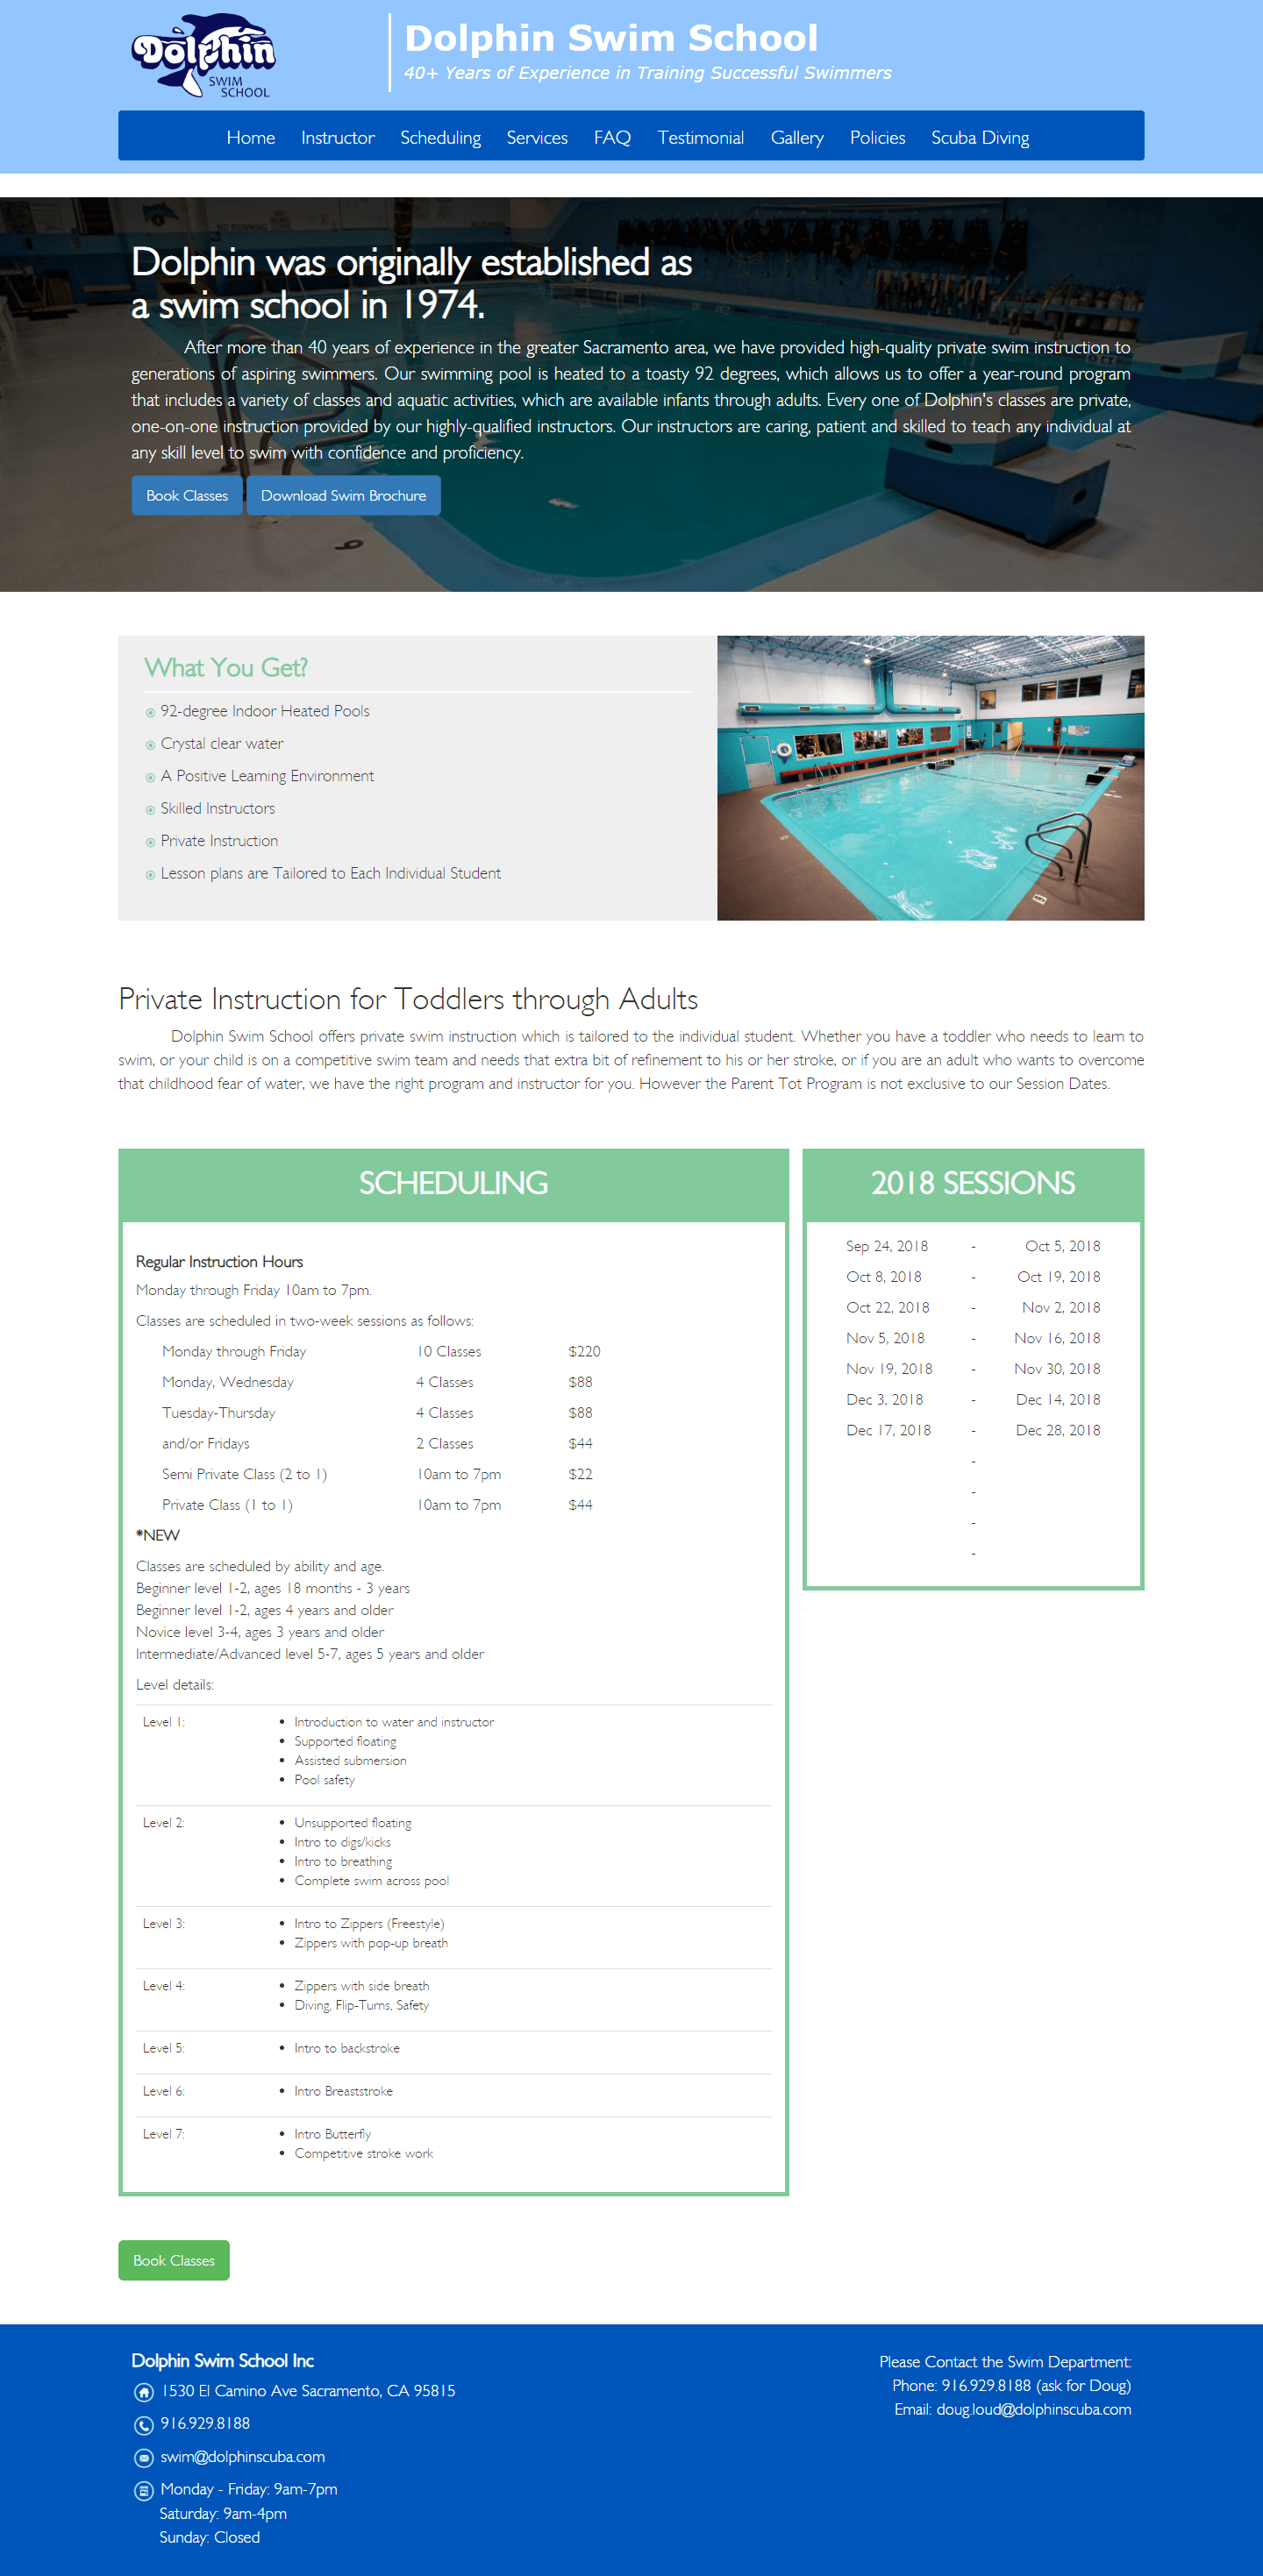 Dolphin
SWIM
SCHOOL
Dolphin Swim School
40+ Years of Experience in Training Successful Swimmers
Home Instructor Scheduling Services FAQ Testimonial Gallery Policies Scuba Diving
Dolphin was originally established as
a swim school in 1974.
After more than 40 years of experience in the greater Sacramento area, we have provided high-quality private swim instruction to
generations of aspiring swimmers. Our swimming pool is heated to a toasty 92 degrees, which allows us to offer a year-round program
that includes a variety of classes and aquatic activities, which are available infants through adults. Every one of Dolphin's classes are private,
one-on-one instruction provided by our highly-qualified instructors. Our instructors are caring, patient and skilled to teach any individual at
any skill level to swim with confidence and proficiency.
Book Classes Download Swim Brochure
What You Get?
92-degree Indoor Heated Pools
Crystal clear water
A Positive Learning Environment
Skilled Instructors
Private Instruction
Lesson plans are Tailored to Each Individual Student
Private Instruction for Toddlers through Adults
Dolphin Swim School offers private swim instruction which is tailored to the individual student. Whether you have a toddler who needs to learn to
swim, or your child is on a competitive swim team and needs that extra bit of refinement to his or her stroke, or if you are an adult who wants to overcome
that childhood fear of water, we have the right program and instructor for you. However the Parent Tot Program is not exclusive to our Session Dates.
SCHEDULING
Regular Instruction Hours
Monday through Friday 10am to 7pm.
Classes are scheduled in two-week sessions as follows:
Monday through Friday 10 Classes $220
Monday, Wednesday 4 Classes $88
Tuesday-Thursday 4 Classes $88
and/or Fridays 2 Classes $44
Semi Private Class (2 to 1) 10am to 7pm $22
Private Class (1 to 1) 10am to 7pm $44
*NEW
Classes are scheduled by ability and age.
Beginner level 1-2, ages 18 months - 3 years
Beginner level 1-2, ages 4 years and older
Novice level 3-4, ages 3 years and older
Intermediate/Advanced level 5-7, ages 5 years and older
Level details:
Level 1:
• Introduction to water and instructor
• Supported floating
• Assisted submersion
• Pool safety
Level 2:
• Unsupported floating
• Intro to digs/kicks
• Intro to breathing
• Complete swim across pool
Level 3:
• Intro to Zippers (Freestyle)
• Zippers with pop-up breath
Level 4:
• Zippers with side breath
• Diving, Flip-Turns, Safety
Level 5:
• Intro to backstroke
Level 6:
• Intro Breaststroke
Level 7:
• Intro Butterfly
• Competitive stroke work
2018 SESSIONS
Sep 24, 2018 - Oct 5, 2018
Oct 8, 2018 - Oct 19, 2018
Oct 22, 2018 - Nov 2, 2018
Nov 5, 2018 - Nov 16, 2018
Nov 19, 2018 - Nov 30, 2018
Dec 3, 2018 - Dec 14, 2018
Dec 17, 2018 - Dec 28, 2018
-
-
-
-
Book Classes
Dolphin Swim School Inc
1530 El Camino Ave Sacramento, CA 95815
916.929.8188
swim@dolphinscuba.com
Monday - Friday: 9am-7pm
Saturday: 9am-4pm
Sunday: Closed
Please Contact the Swim Department:
Phone: 916.929.8188 (ask for Doug)
Email: doug.loud@dolphinscuba.com